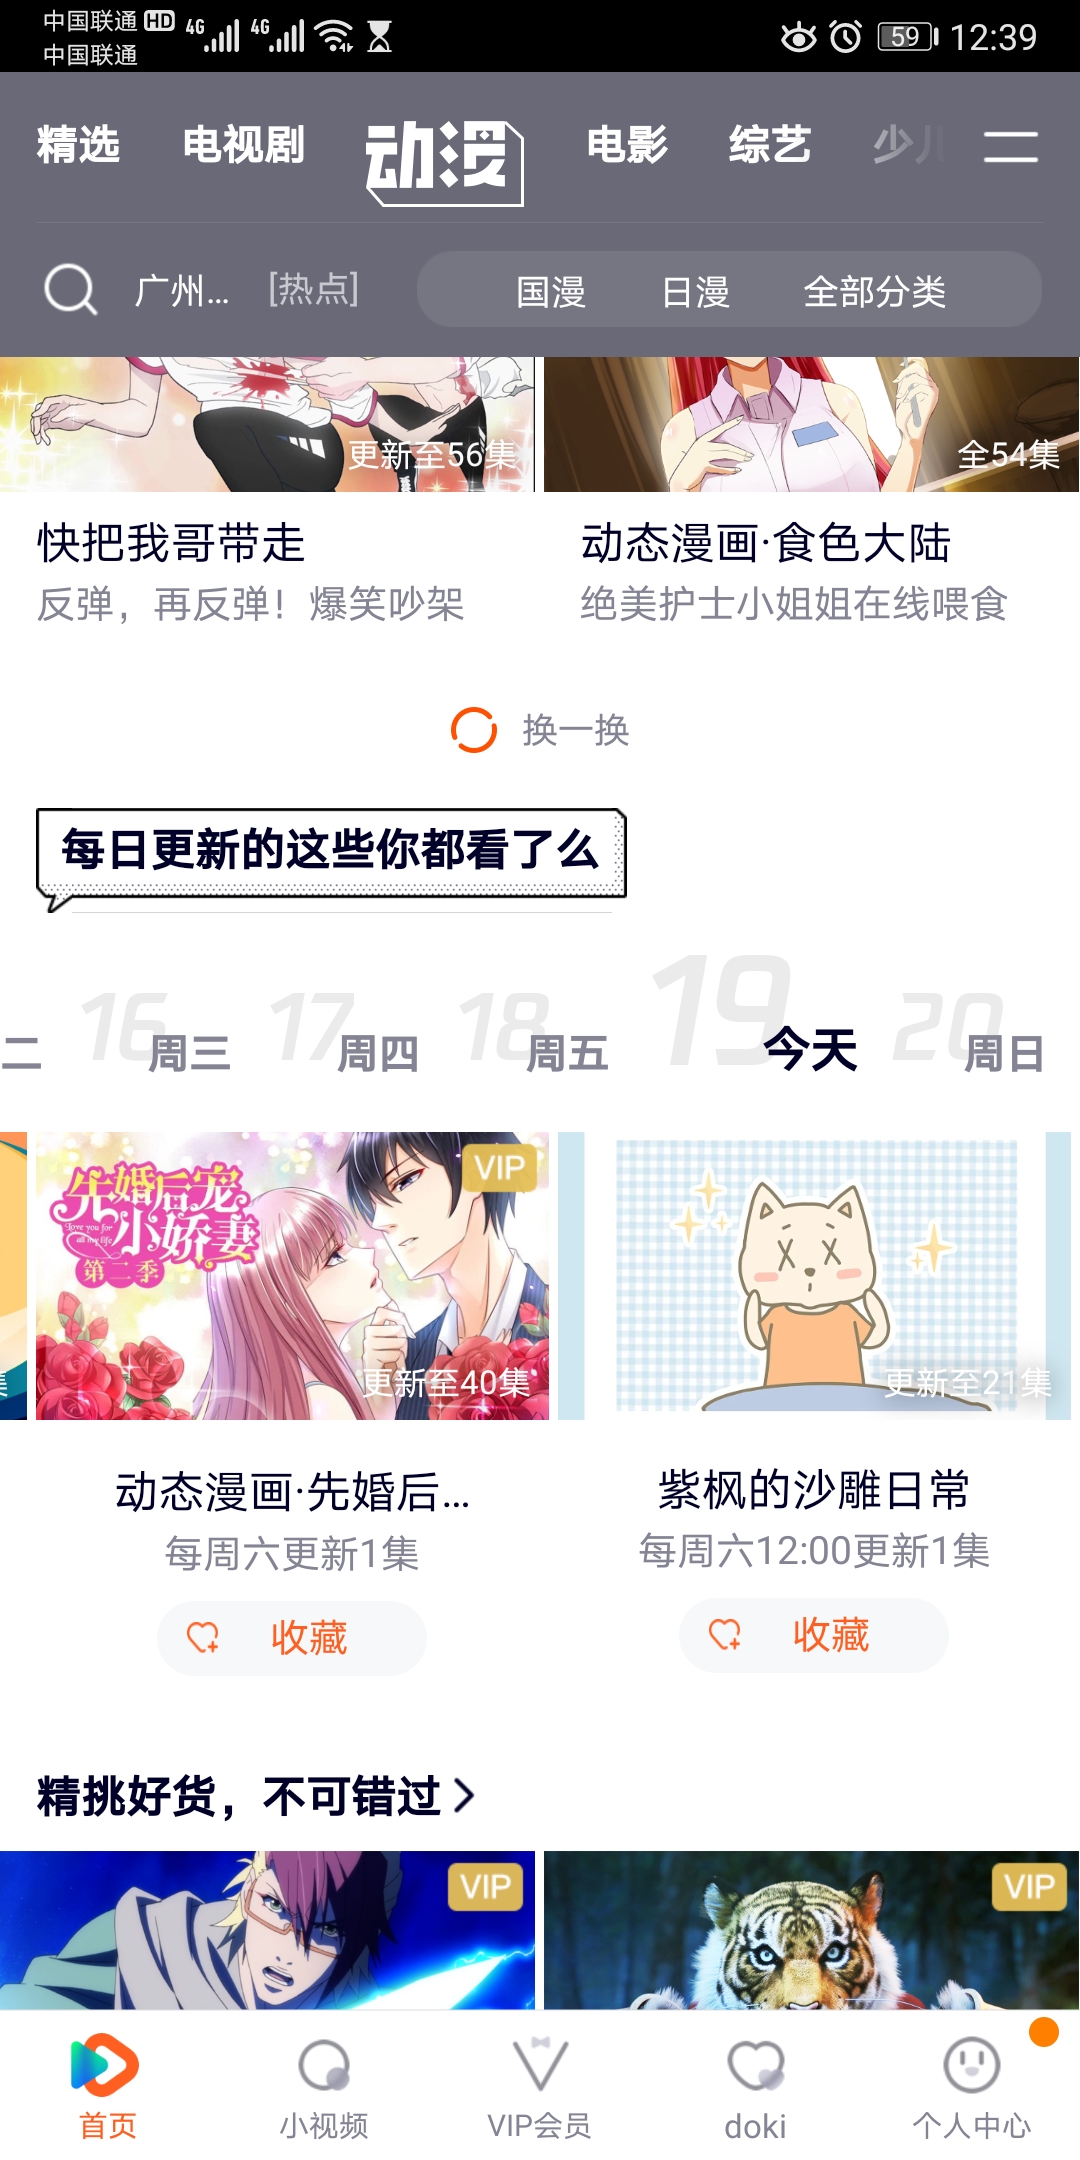 中国联通 HD 4G 4G 59 12:39
中国联通
精选 电视剧 动漫 电影 综艺 少儿
广州... [热点] 国漫 日漫 全部分类
更新至56集 全54集
快把我哥带走 动态漫画·食色大陆
反弹，再反弹！爆笑吵架 绝美护士小姐姐在线喂食
换一换
每日更新的这些你都看了么
二 16 周三 17 周四 18 周五 19 今天 20 周日
VIP
先婚后宠
小娇妻
Love you for
all my life
第二季
集 更新至40集 更新至21集
动态漫画·先婚后... 紫枫的沙雕日常
每周六更新1集 每周六12:00更新1集
收藏 收藏
精挑好货，不可错过
VIP VIP
首页 小视频 VIP会员 doki 个人中心